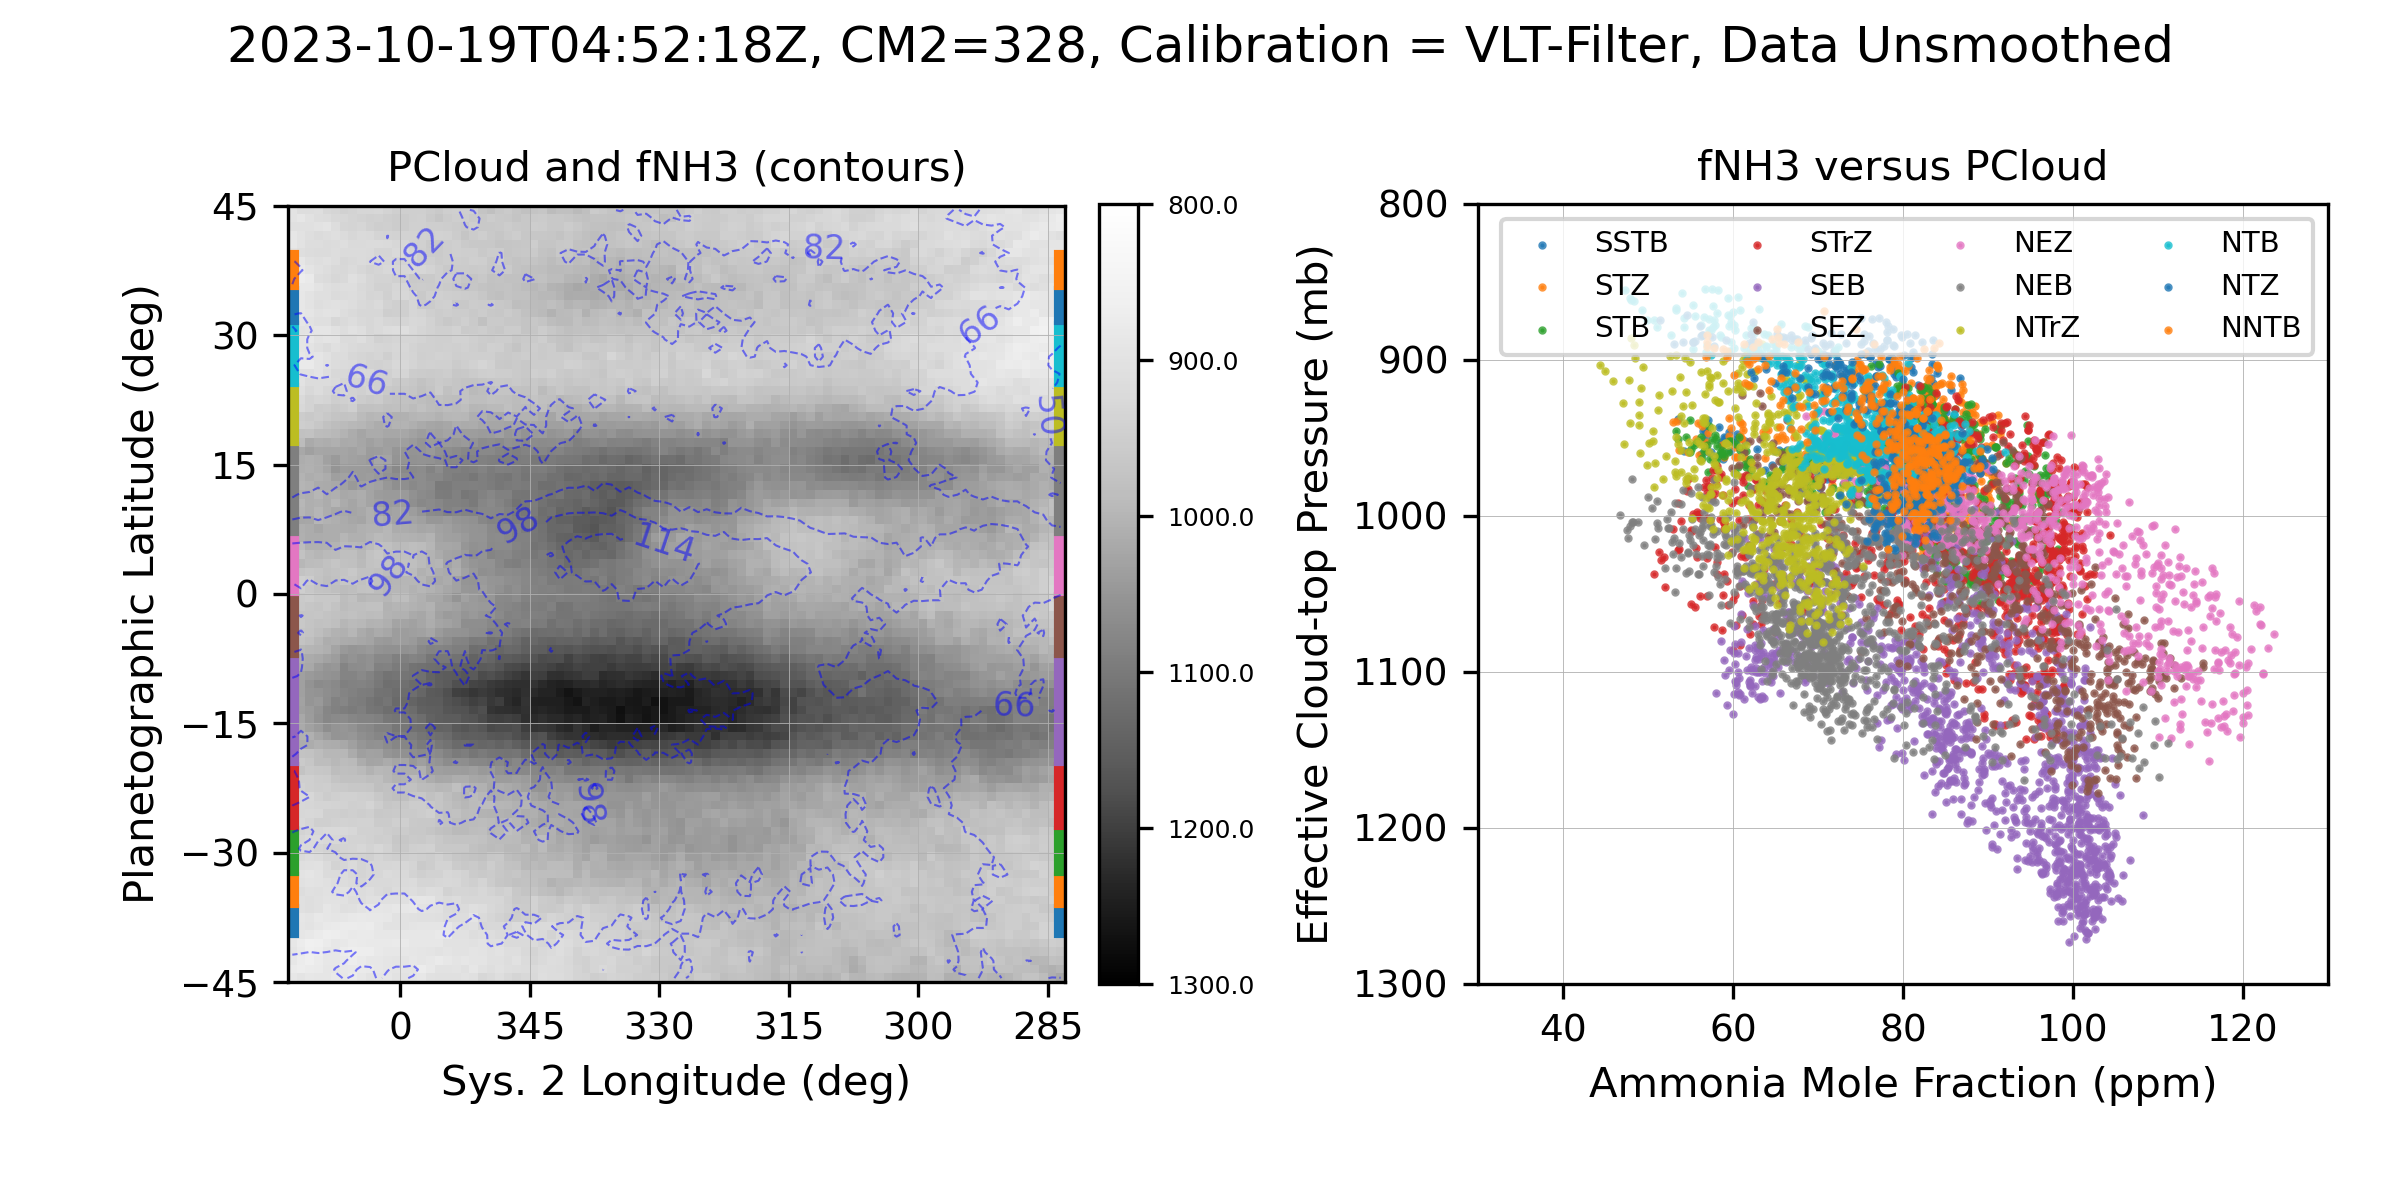 2023-10-19T04:52:18Z, CM2=328, Calibration = VLT-Filter, Data Unsmoothed
PCloud and fNH3 (contours)
45
30
15
0
−15
−30
−45
Planetographic Latitude (deg)
82
82
66
66
50
82
98
114
98
66
98
0
345
330
315
300
285
Sys. 2 Longitude (deg)
800.0
900.0
1000.0
1100.0
1200.0
1300.0
fNH3 versus PCloud
800
900
1000
1100
1200
1300
Effective Cloud-top Pressure (mb)
SSTB
STZ
STB
STrZ
SEB
SEZ
NEZ
NEB
NTrZ
NTB
NTZ
NNTB
40
60
80
100
120
Ammonia Mole Fraction (ppm)